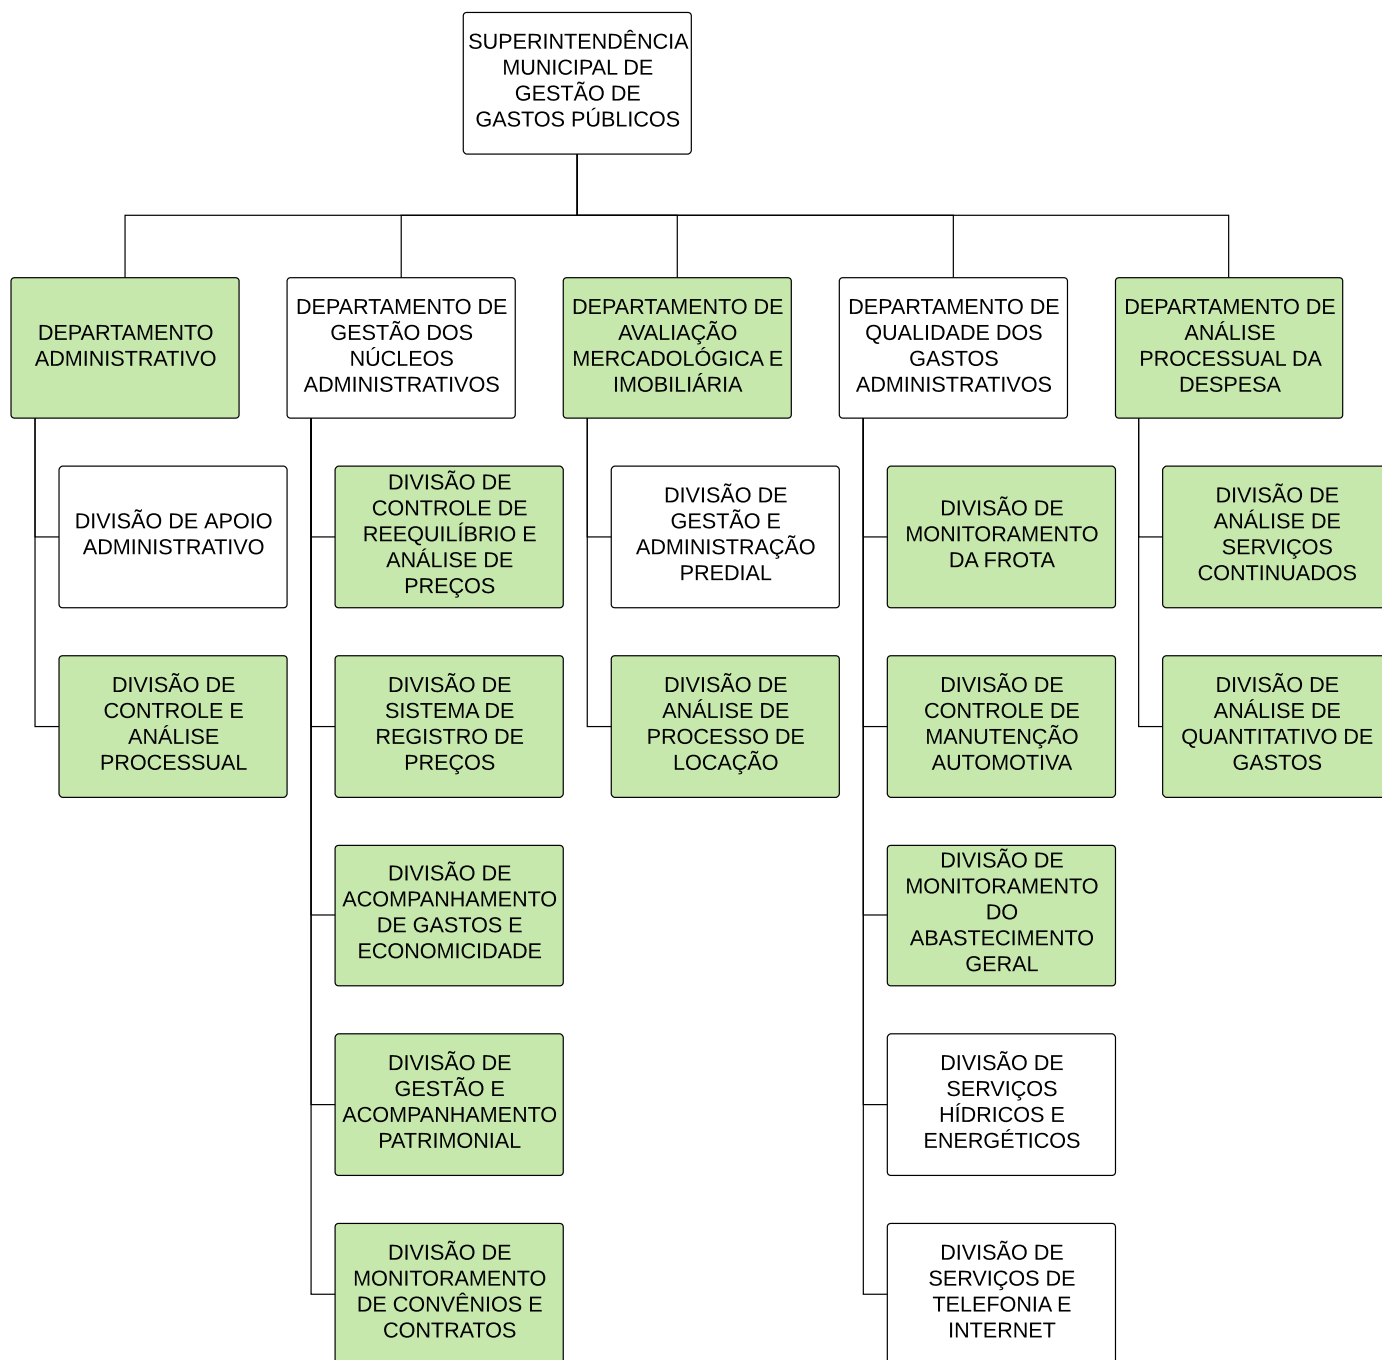 SUPERINTENDÊNCIA
MUNICIPAL DE
GESTÃO DE
GASTOS PÚBLICOS
DEPARTAMENTO
ADMINISTRATIVO
DEPARTAMENTO DE
GESTÃO DOS
NÚCLEOS
ADMINISTRATIVOS
DEPARTAMENTO DE
AVALIAÇÃO
MERCADOLÓGICA E
IMOBILIÁRIA
DEPARTAMENTO DE
QUALIDADE DOS
GASTOS
ADMINISTRATIVOS
DEPARTAMENTO DE
ANÁLISE
PROCESSUAL DA
DESPESA
DIVISÃO DE APOIO
ADMINISTRATIVO
DIVISÃO DE
CONTROLE DE
REEQUILÍBRIO E
ANÁLISE DE
PREÇOS
DIVISÃO DE
GESTÃO E
ADMINISTRAÇÃO
PREDIAL
DIVISÃO DE
MONITORAMENTO
DA FROTA
DIVISÃO DE
ANÁLISE DE
SERVIÇOS
CONTINUADOS
DIVISÃO DE
CONTROLE E
ANÁLISE
PROCESSUAL
DIVISÃO DE
SISTEMA DE
REGISTRO DE
PREÇOS
DIVISÃO DE
ANÁLISE DE
PROCESSO DE
LOCAÇÃO
DIVISÃO DE
CONTROLE DE
MANUTENÇÃO
AUTOMOTIVA
DIVISÃO DE
ANÁLISE DE
QUANTITATIVO DE
GASTOS
DIVISÃO DE
ACOMPANHAMENTO
DE GASTOS E
ECONOMICIDADE
DIVISÃO DE
MONITORAMENTO
DO
ABASTECIMENTO
GERAL
DIVISÃO DE
GESTÃO E
ACOMPANHAMENTO
PATRIMONIAL
DIVISÃO DE
SERVIÇOS
HÍDRICOS E
ENERGÉTICOS
DIVISÃO DE
MONITORAMENTO
DE CONVÊNIOS E
CONTRATOS
DIVISÃO DE
SERVIÇOS DE
TELEFONIA E
INTERNET